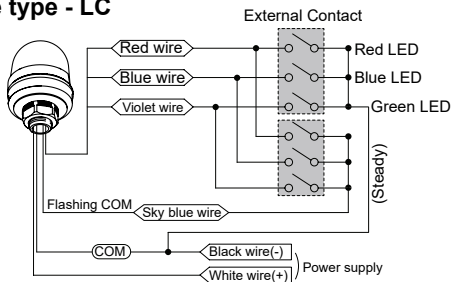 type - LC
External Contact
Red wire
Red LED
Blue wire
Blue LED
Violet wire
Green LED
(Steady)
Flashing COM
Sky blue wire
COM
Black wire(-)
White wire(+)
Power supply